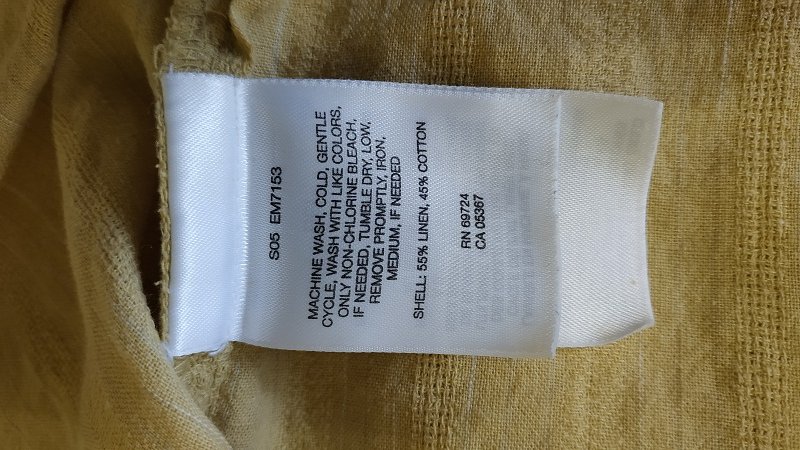 S05 EM7153
MACHINE WASH, COLD, GENTLE
CYCLE, WASH WITH LIKE COLORS,
ONLY NON-CHLORINE BLEACH,
IF NEEDED, TUMBLE DRY, LOW,
REMOVE PROMPTLY, IRON,
MEDIUM, IF NEEDED
SHELL: 55% LINEN, 45% COTTON
RN 69724
CA 05367